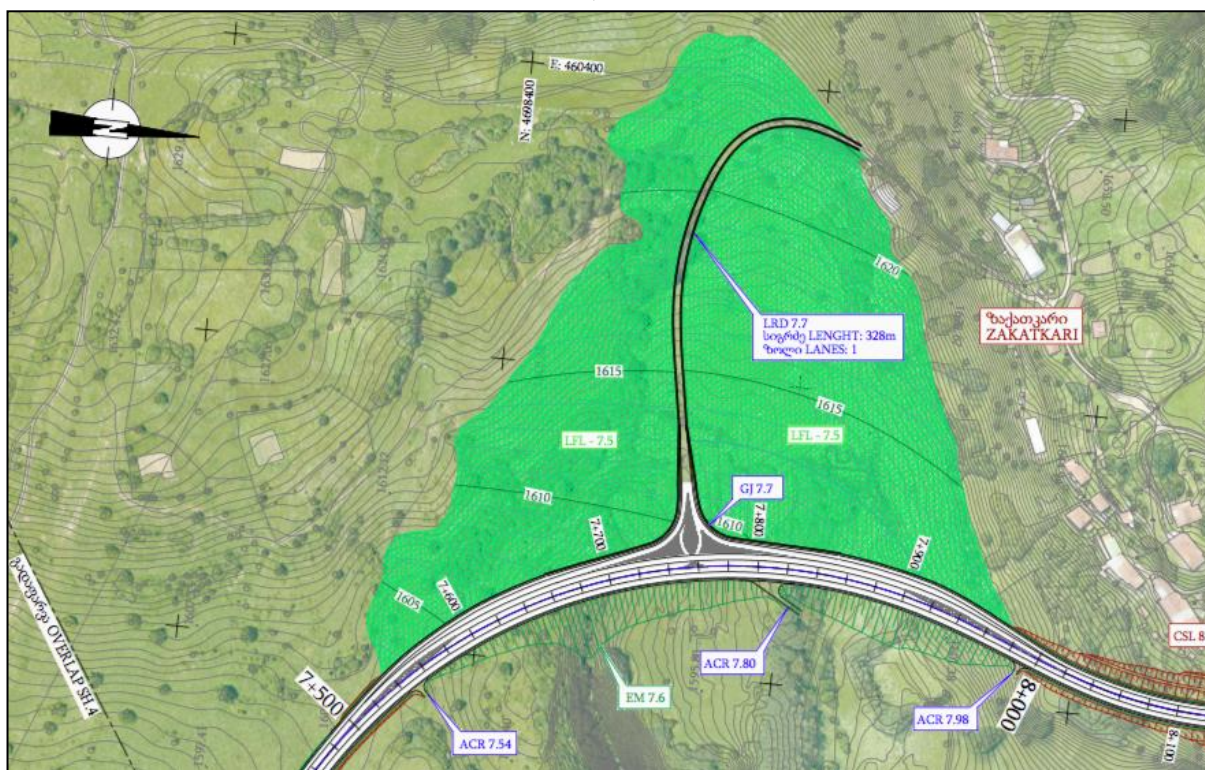 E: 460400
N: 4698400
N
1620
LRD 7.7
სიგრძე LENGHT: 328m
ზოლი LANES: 1
ზაქათკარი
ZAKATKARI
1615
1615
LFL - 7.5
LFL - 7.5
GJ 7.7
1610
1610
7+700
7+800
7+900
1605
7+600
გადაფარვა OVERLAP SH.4
7+500
CSL 8
ACR 7.80
EM 7.6
ACR 7.54
ACR 7.98
8+000
8+100